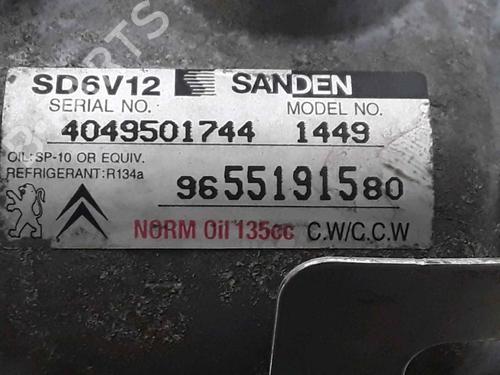 SD6V12 SANDEN
SERIAL NO. MODEL NO.
4049501744 1449
OIL:SP-10 OR EQUIV.
REFRIGERANT:R134a
9655191580
NORM Oil 135cc C.W/C.C.W